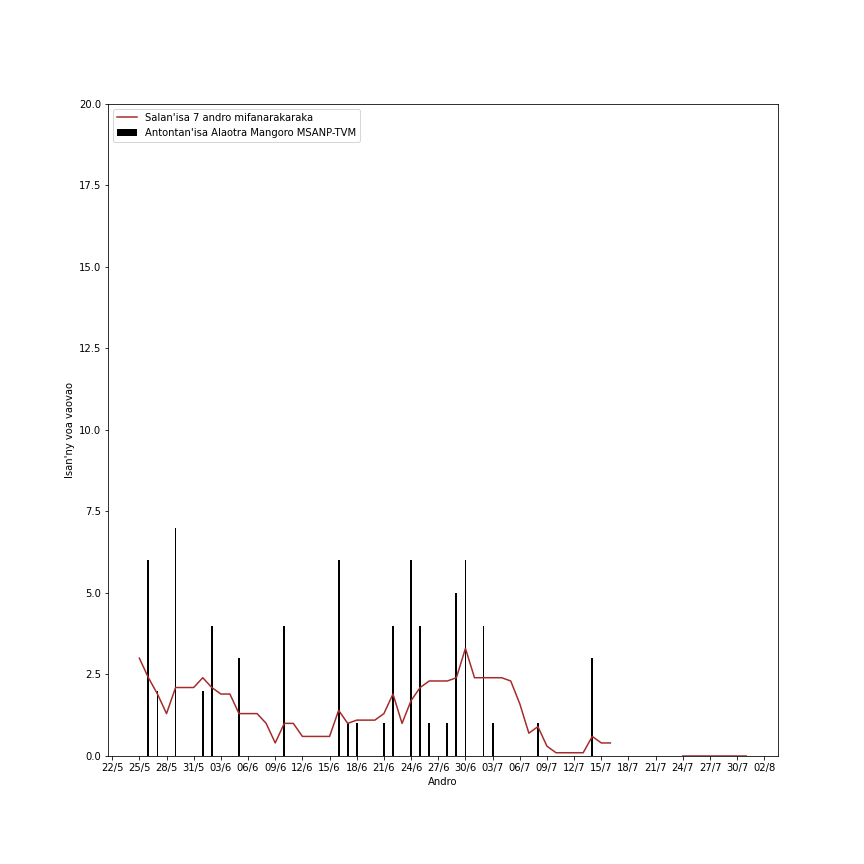 Salan'isa 7 andro mifanarakaraka
Antontan'isa Alaotra Mangoro MSANP-TVM
20.0
17.5
15.0
12.5
10.0
7.5
5.0
2.5
0.0
Isan'ny voa vaovao
22/5 25/5 28/5 31/5 03/6 06/6 09/6 12/6 15/6 18/6 21/6 24/6 27/6 30/6 03/7 06/7 09/7 12/7 15/7 18/7 21/7 24/7 27/7 30/7 02/8
Andro